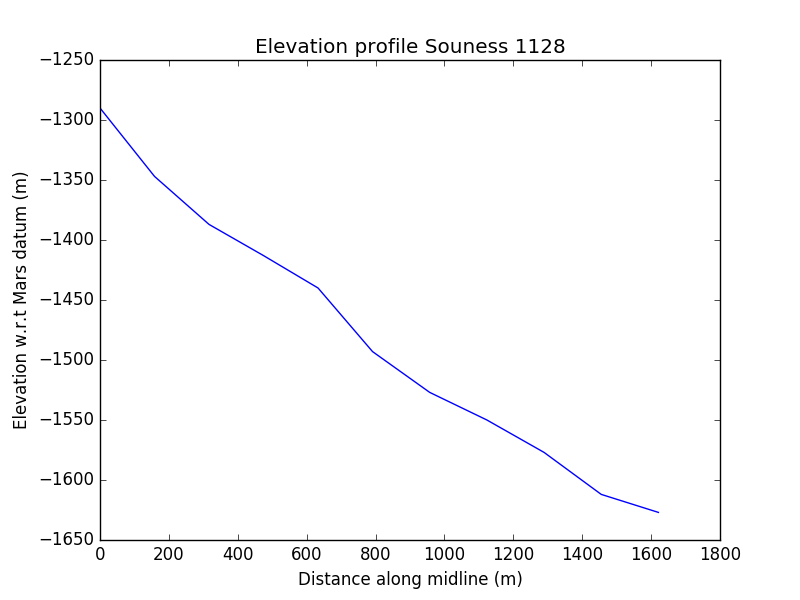 Elevation profile Souness 1128
−1250
−1300
−1350
−1400
−1450
−1500
−1550
−1600
−1650
Elevation w.r.t Mars datum (m)
0 200 400 600 800 1000 1200 1400 1600 1800
Distance along midline (m)